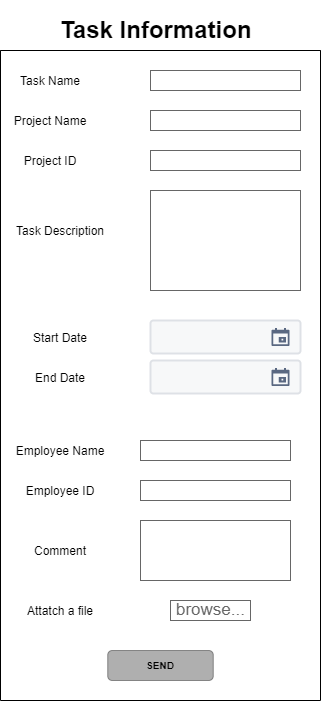 Task Information
Task Name
Project Name
Project ID
Task Description
Start Date
End Date
Employee Name
Employee ID
Comment
Attatch a file browse...
SEND